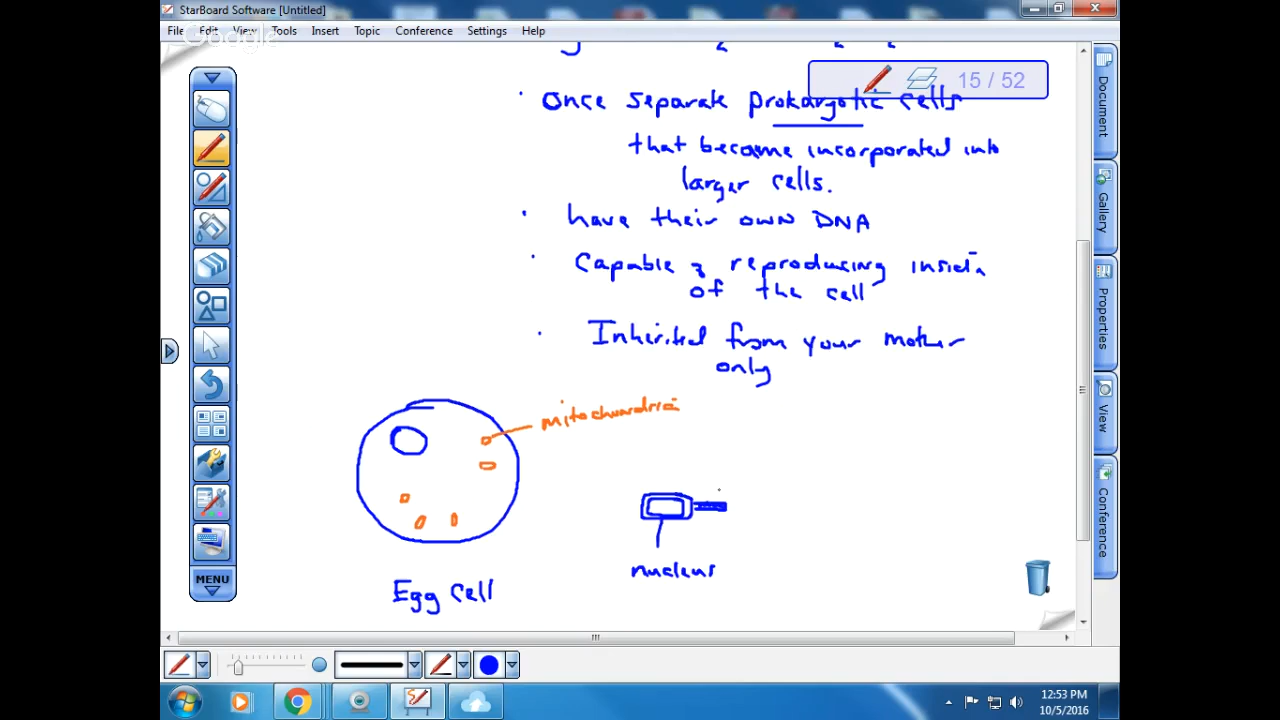 StarBoard Software [Untitled]
File Edit View Tools Insert Topic Conference Settings Help
Google
15 / 52
Once separate prokaryotic cells
that became incorporated into
larger cells.
have their own DNA
Capable of reproducing inside
of the cell
Inherited from your mother
only
mitochondria
nucleus
Egg cell
MENU
Document
Gallery
Properties
View
Conference
12:53 PM
10/5/2016